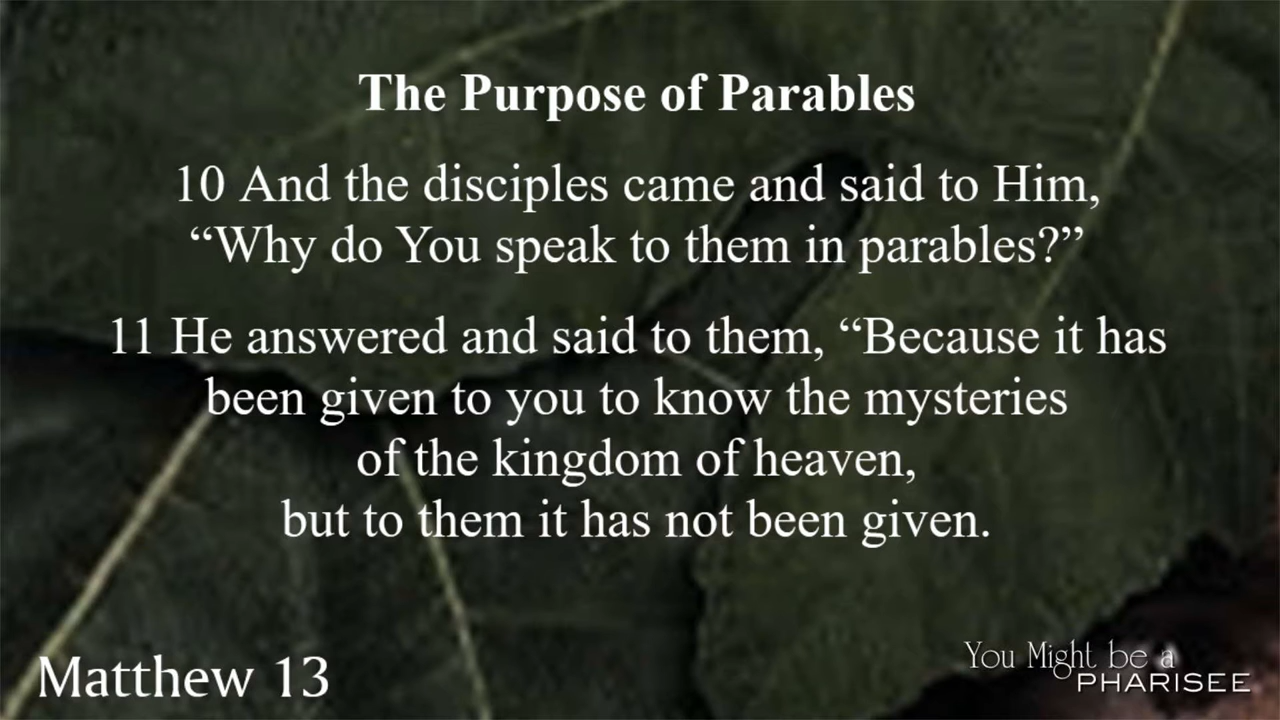 The Purpose of Parables
10 And the disciples came and said to Him,
“Why do You speak to them in parables?”
11 He answered and said to them, “Because it has
been given to you to know the mysteries
of the kingdom of heaven,
but to them it has not been given.
Matthew 13
You Might be a
PHARISEE